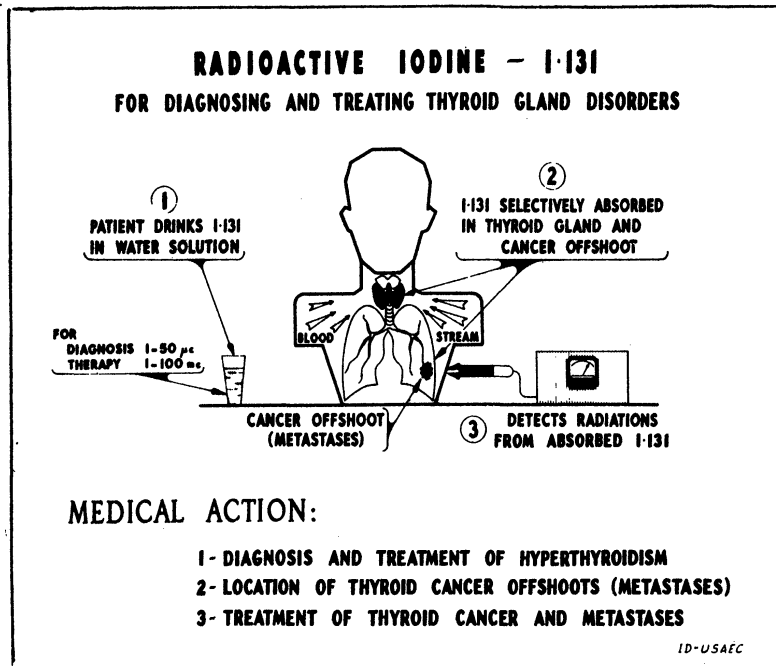 RADIOACTIVE IODINE - I·131
FOR DIAGNOSING AND TREATING THYROID GLAND DISORDERS
1
PATIENT DRINKS I·131
IN WATER SOLUTION
2
I·131 SELECTIVELY ABSORBED
IN THYROID GLAND AND
CANCER OFFSHOOT
BLOOD STREAM
FOR
DIAGNOSIS 1-50 µc
THERAPY 1-100 mc
CANCER OFFSHOOT
(METASTASES)
3
DETECTS RADIATIONS
FROM ABSORBED I·131
MEDICAL ACTION:
1- DIAGNOSIS AND TREATMENT OF HYPERTHYROIDISM
2- LOCATION OF THYROID CANCER OFFSHOOTS (METASTASES)
3- TREATMENT OF THYROID CANCER AND METASTASES
ID-USAEC